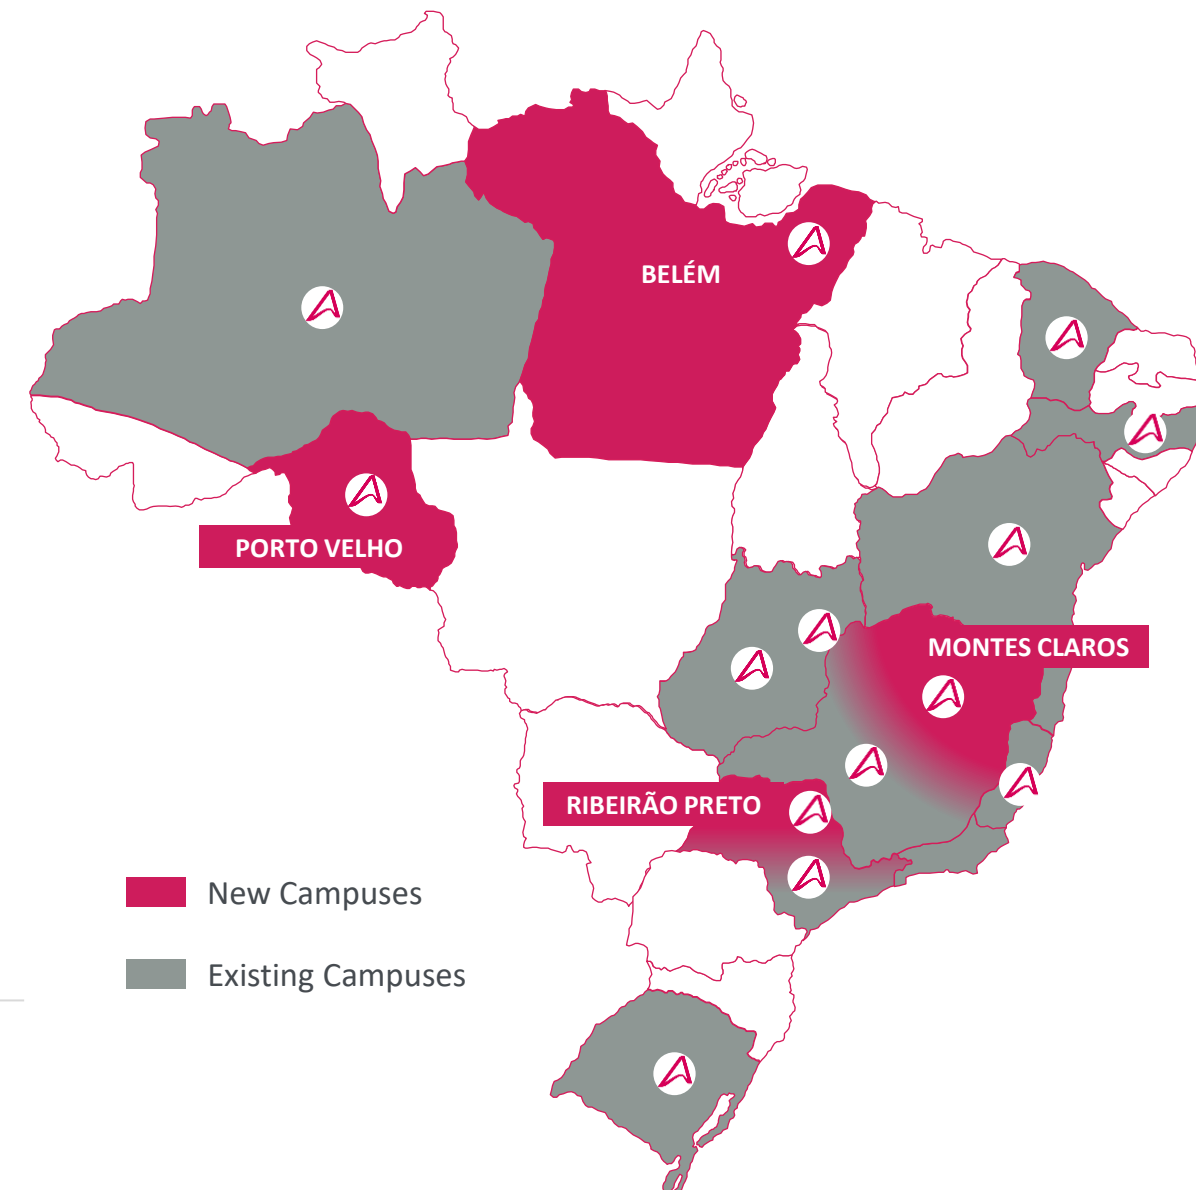 BELÉM
PORTO VELHO
MONTES CLAROS
RIBEIRÃO PRETO
New Campuses
Existing Campuses